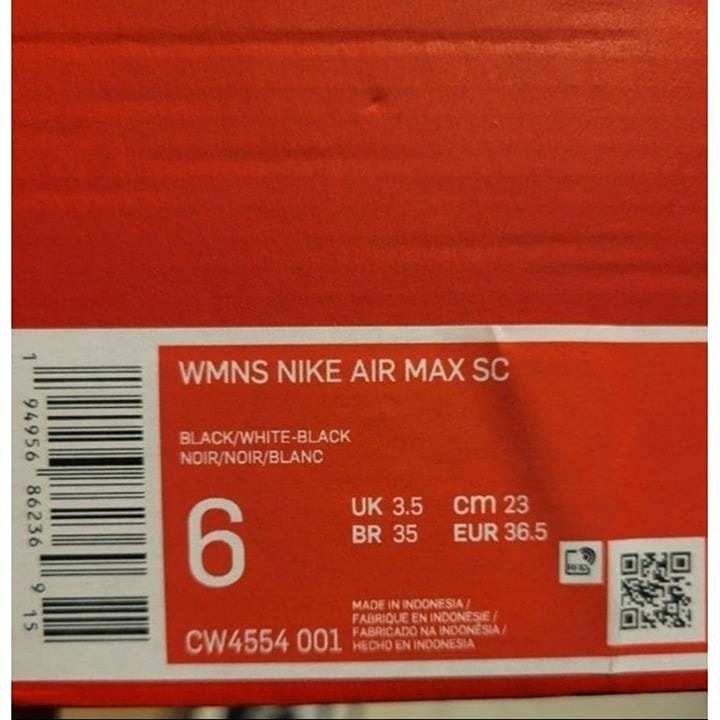 WMNS NIKE AIR MAX SC
BLACK/WHITE-BLACK
NOIR/NOIR/BLANC
6
UK 3.5 cm 23
BR 35 EUR 36.5
RFID
MADE IN INDONESIA /
FABRIQUE EN INDONESIE /
FABRICADO NA INDONÉSIA /
HECHO EN INDONESIA
CW4554 001
1 94956 86236 9 15